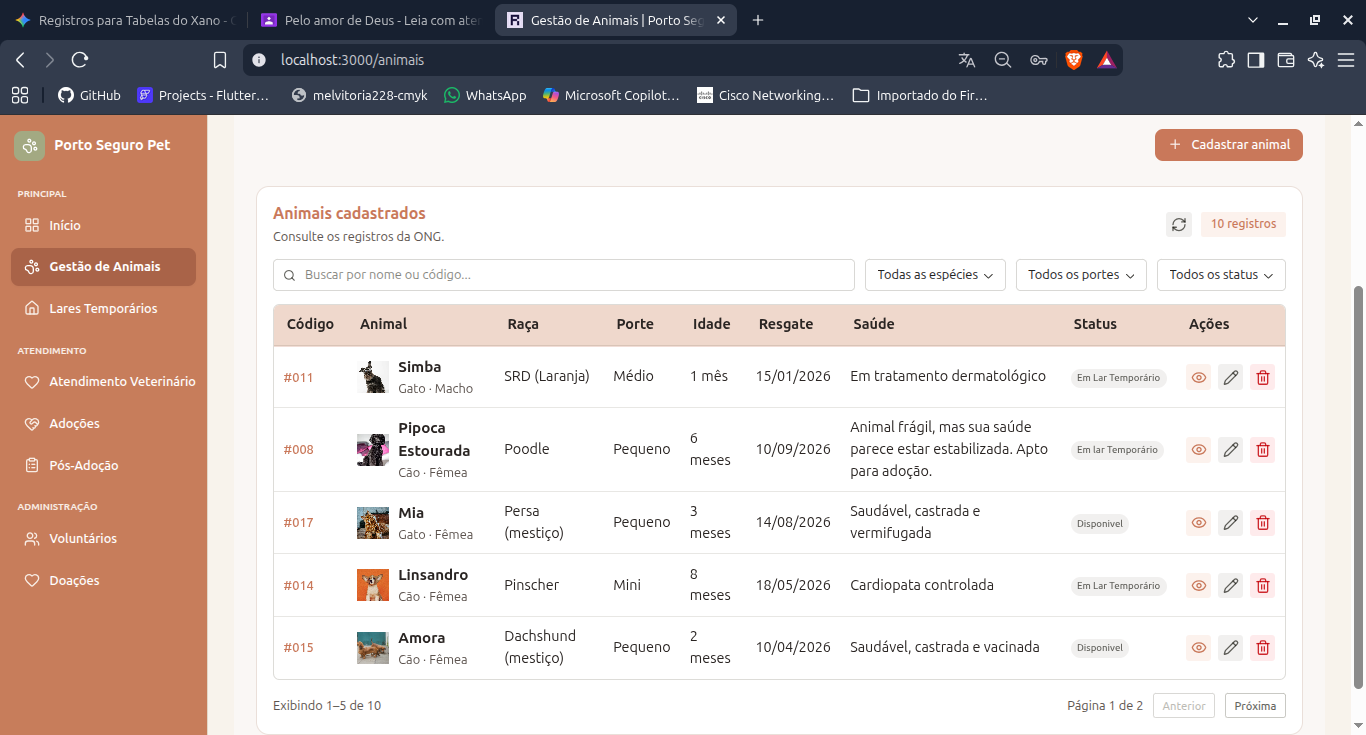 Registros para Tabelas do Xano - 
Pelo amor de Deus - Leia com aten
Gestão de Animais | Porto Seg
localhost:3000/animais
GitHub
Projects - Flutter…
melvitoria228-cmyk
WhatsApp
Microsoft Copilot…
Cisco Networking…
Importado do Fir…
Porto Seguro Pet
PRINCIPAL
Início
Gestão de Animais
Lares Temporários
ATENDIMENTO
Atendimento Veterinário
Adoções
Pós-Adoção
ADMINISTRAÇÃO
Voluntários
Doações
Cadastrar animal
Animais cadastrados
Consulte os registros da ONG.
10 registros
Buscar por nome ou código...
Todas as espécies
Todos os portes
Todos os status
Código Animal Raça Porte Idade Resgate Saúde Status Ações
#011
Simba
Gato · Macho
SRD (Laranja)
Médio
1 mês
15/01/2026
Em tratamento dermatológico
Em Lar Temporário
#008
Pipoca
Estourada
Cão · Fêmea
Poodle
Pequeno
6
meses
10/09/2026
Animal frágil, mas sua saúde
parece estar estabilizada. Apto
para adoção.
Em lar Temporário
#017
Mia
Gato · Fêmea
Persa
(mestiço)
Pequeno
3
meses
14/08/2026
Saudável, castrada e
vermifugada
Disponivel
#014
Linsandro
Cão · Fêmea
Pinscher
Mini
8
meses
18/05/2026
Cardiopata controlada
Em Lar Temporário
#015
Amora
Cão · Fêmea
Dachshund
(mestiço)
Pequeno
2
meses
10/04/2026
Saudável, castrada e vacinada
Disponivel
Exibindo 1–5 de 10
Página 1 de 2
Anterior
Próxima